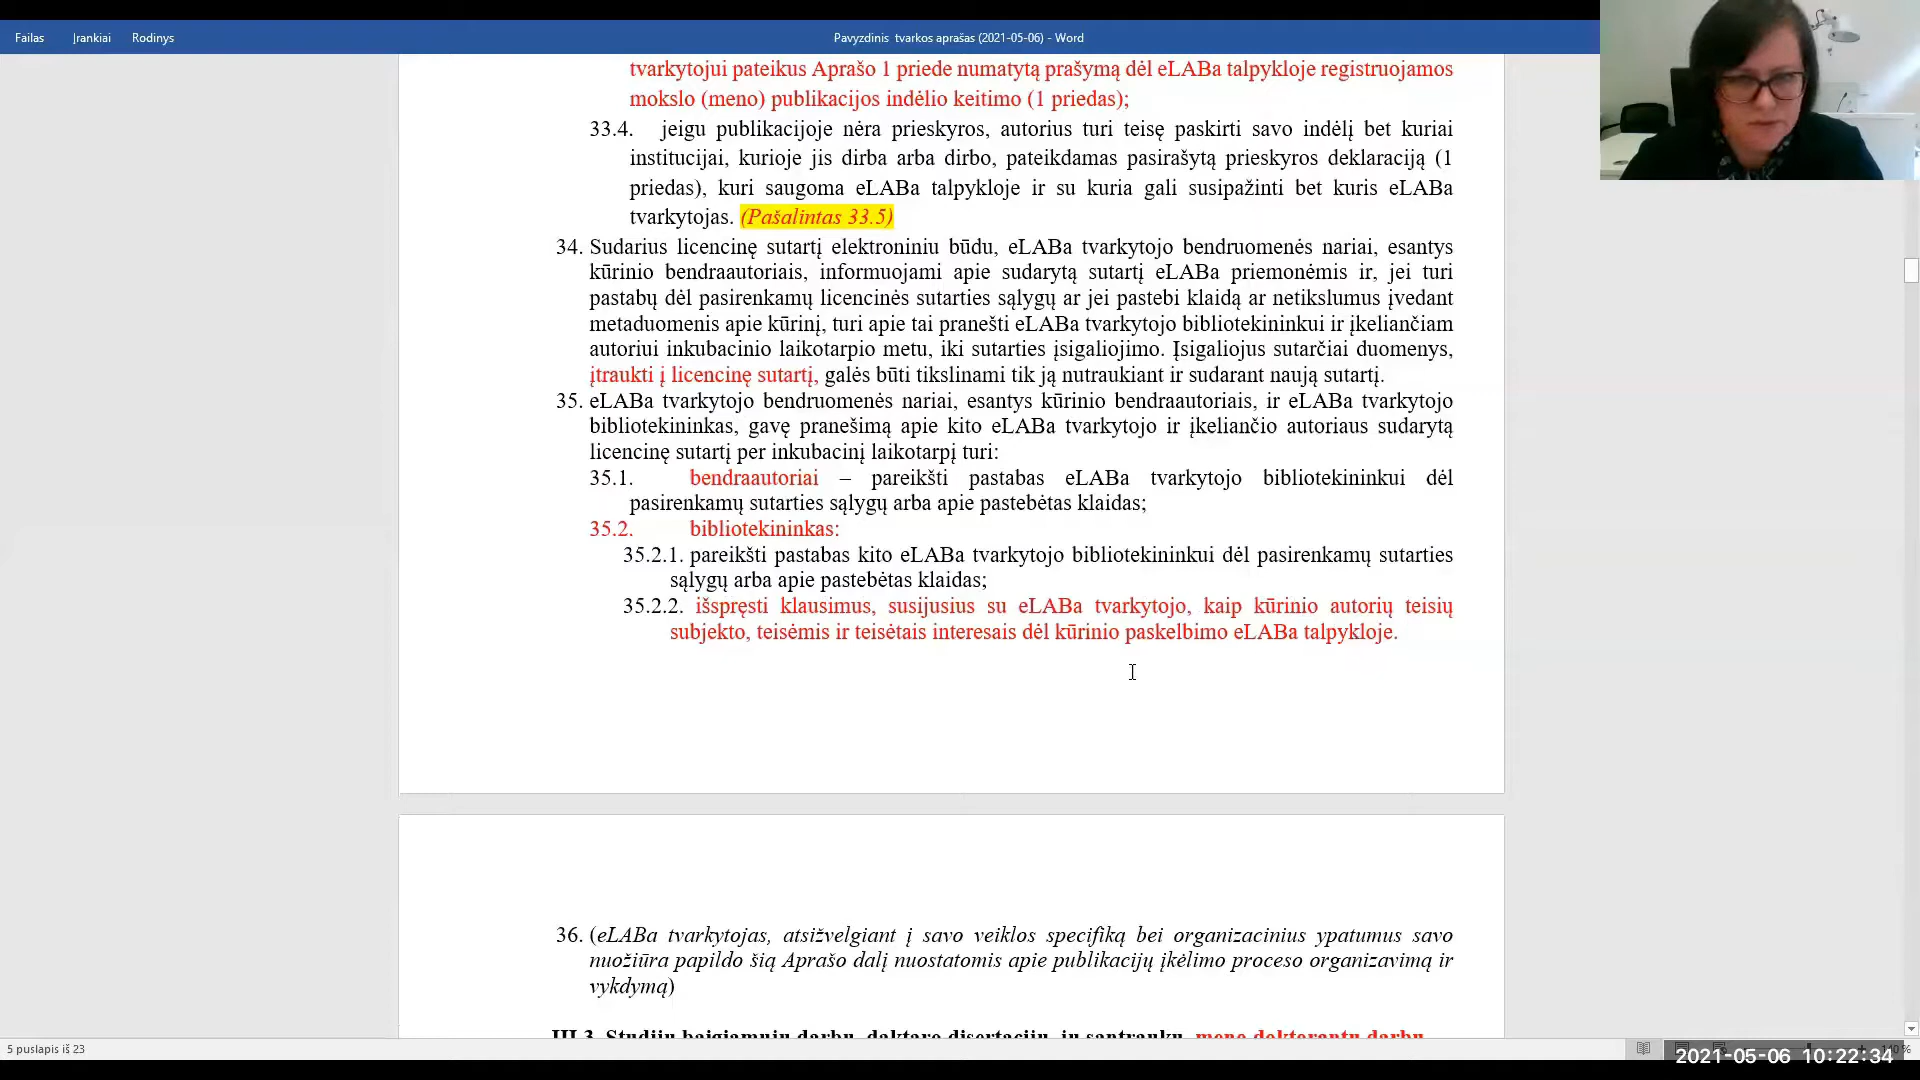 Failas Įrankiai Rodinys
Pavyzdinis tvarkos aprašas (2021-05-06) - Word
tvarkytojui pateikus Aprašo 1 priede numatytą prašymą dėl eLABa talpykloje registruojamos
mokslo (meno) publikacijos indėlio keitimo (1 priedas);
33.4. jeigu publikacijoje nėra prieskyros, autorius turi teisę paskirti savo indėlį bet kuriai
institucijai, kurioje jis dirba arba dirbo, pateikdamas pasirašytą prieskyros deklaraciją (1
priedas), kuri saugoma eLABa talpykloje ir su kuria gali susipažinti bet kuris eLABa
tvarkytojas. (Pašalintas 33.5)
34. Sudarius licencinę sutartį elektroniniu būdu, eLABa tvarkytojo bendruomenės nariai, esantys
kūrinio bendraautoriais, informuojami apie sudarytą sutartį eLABa priemonėmis ir, jei turi
pastabų dėl pasirenkamų licencinės sutarties sąlygų ar jei pastebi klaidą ar netikslumus įvedant
metaduomenis apie kūrinį, turi apie tai pranešti eLABa tvarkytojo bibliotekininkui ir įkeliančiam
autoriui inkubacinio laikotarpio metu, iki sutarties įsigaliojimo. Įsigaliojus sutarčiai duomenys,
įtraukti į licencinę sutartį, galės būti tikslinami tik ją nutraukiant ir sudarant naują sutartį.
35. eLABa tvarkytojo bendruomenės nariai, esantys kūrinio bendraautoriais, ir eLABa tvarkytojo
bibliotekininkas, gavę pranešimą apie kito eLABa tvarkytojo ir įkeliančio autoriaus sudarytą
licencinę sutartį per inkubacinį laikotarpį turi:
35.1. bendraautoriai – pareikšti pastabas eLABa tvarkytojo bibliotekininkui dėl
pasirenkamų sutarties sąlygų arba apie pastebėtas klaidas;
35.2. bibliotekininkas:
35.2.1. pareikšti pastabas kito eLABa tvarkytojo bibliotekininkui dėl pasirenkamų sutarties
sąlygų arba apie pastebėtas klaidas;
35.2.2. išspręsti klausimus, susijusius su eLABa tvarkytojo, kaip kūrinio autorių teisių
subjekto, teisėmis ir teisėtais interesais dėl kūrinio paskelbimo eLABa talpykloje.
36. (eLABa tvarkytojas, atsižvelgiant į savo veiklos specifiką bei organizacinius ypatumus savo
nuožiūra papildo šią Aprašo dalį nuostatomis apie publikacijų įkėlimo proceso organizavimą ir
vykdymą)
III.3. Studijų baigiamųjų darbų, daktaro disertacijų, jų santraukų, meno doktorantų darbų
5 puslapis iš 23
2021-05-06 10:22:34